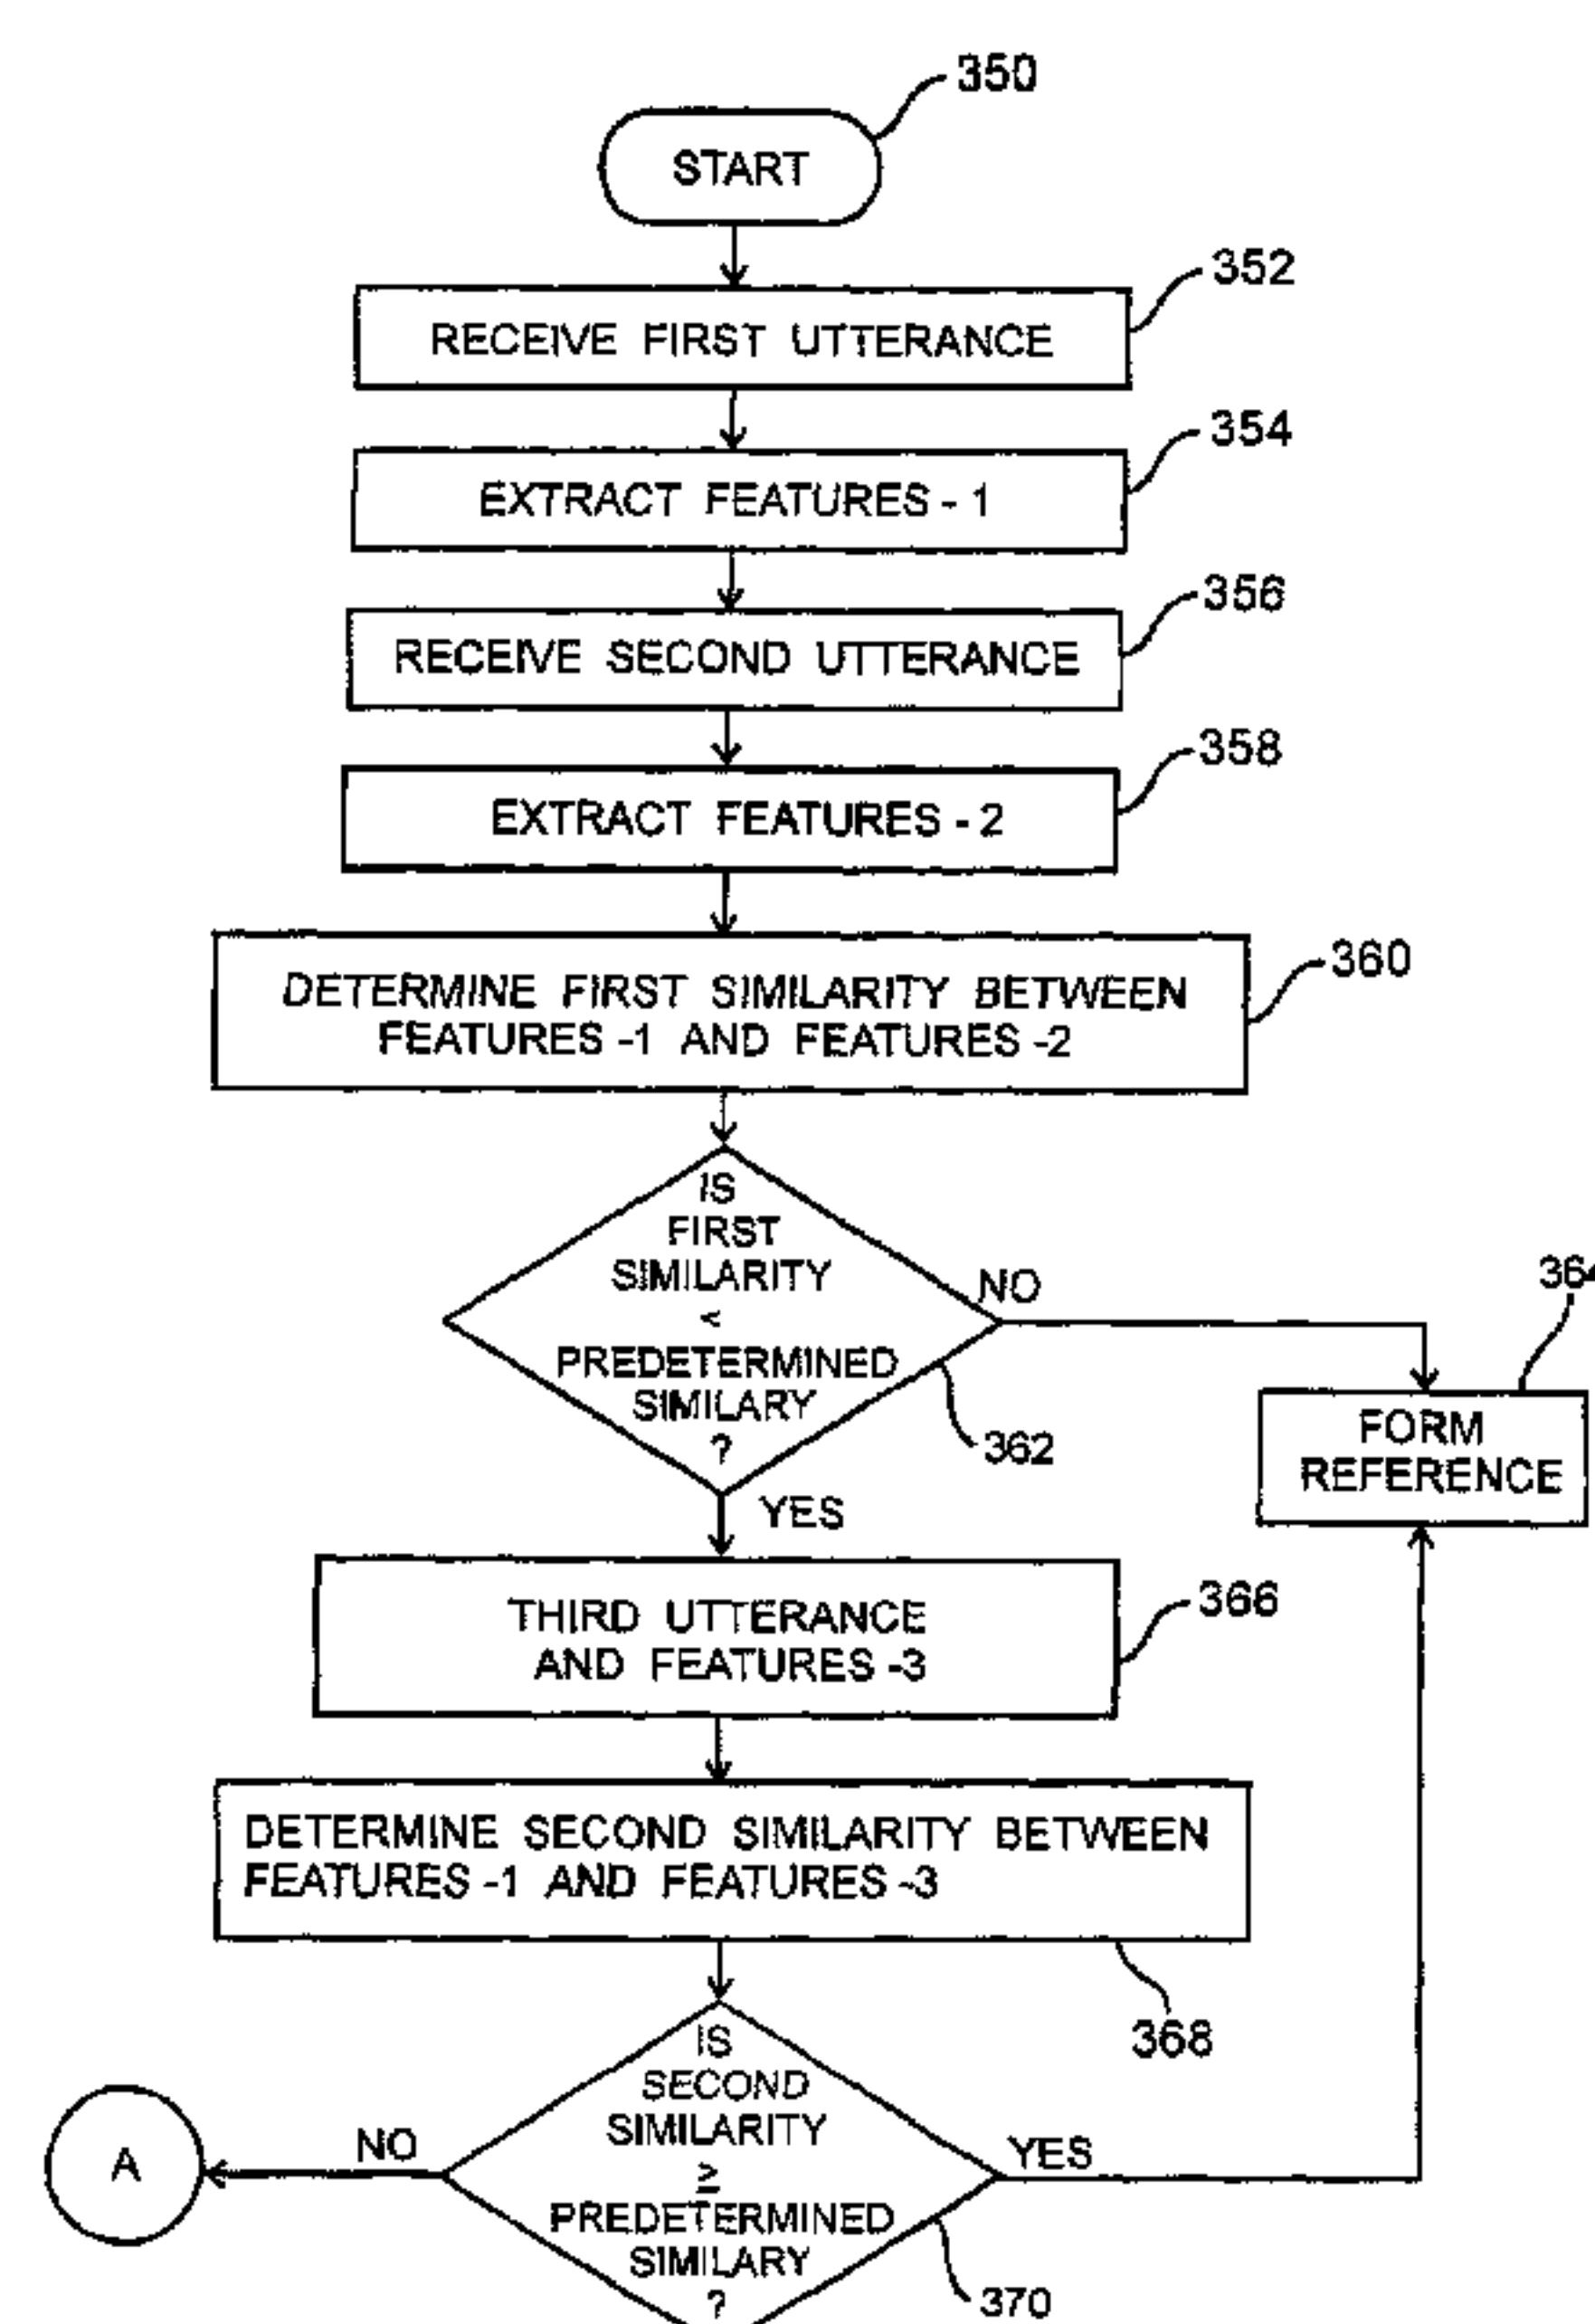 350
START
352
RECEIVE FIRST UTTERANCE
354
EXTRACT FEATURES - 1
356
RECEIVE SECOND UTTERANCE
358
EXTRACT FEATURES - 2
360
DETERMINE FIRST SIMILARITY BETWEEN
FEATURES -1 AND FEATURES -2
IS
FIRST
SIMILARITY
<
PREDETERMINED
SIMILARY
?
NO
362
YES
364
FORM
REFERENCE
366
THIRD UTTERANCE
AND FEATURES -3
DETERMINE SECOND SIMILARITY BETWEEN
FEATURES -1 AND FEATURES -3
368
IS
SECOND
SIMILARITY
≥
PREDETERMINED
SIMILARY
?
NO
A
YES
370